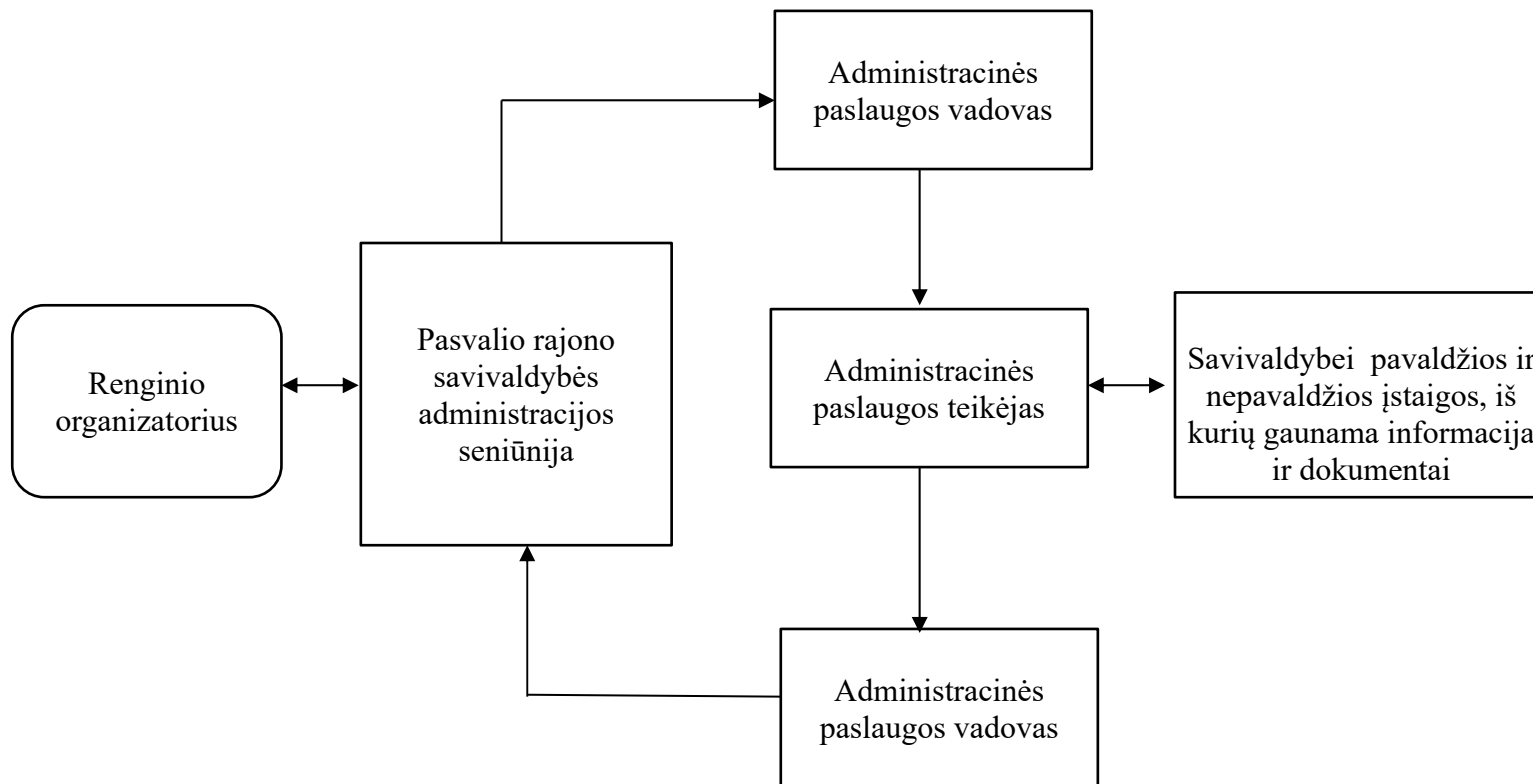 Administracinės
paslaugos vadovas
Renginio
organizatorius
Pasvalio rajono
savivaldybės
administracijos
seniūnija
Administracinės
paslaugos teikėjas
Savivaldybei pavaldžios ir
nepavaldžios įstaigos, iš
kurių gaunama informacija
ir dokumentai
Administracinės
paslaugos vadovas